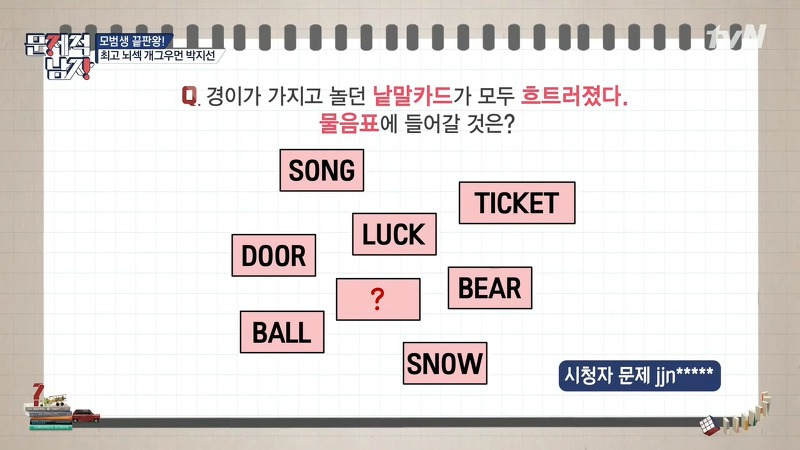 문제적
남자
모범생 끝판왕!
최고 뇌섹 개그우먼 박지선
tvN
Q. 경이가 가지고 놀던 낱말카드가 모두 흐트러졌다.
물음표에 들어갈 것은?
SONG
TICKET
LUCK
DOOR
BEAR
?
BALL
SNOW
시청자 문제 jjn*****
7